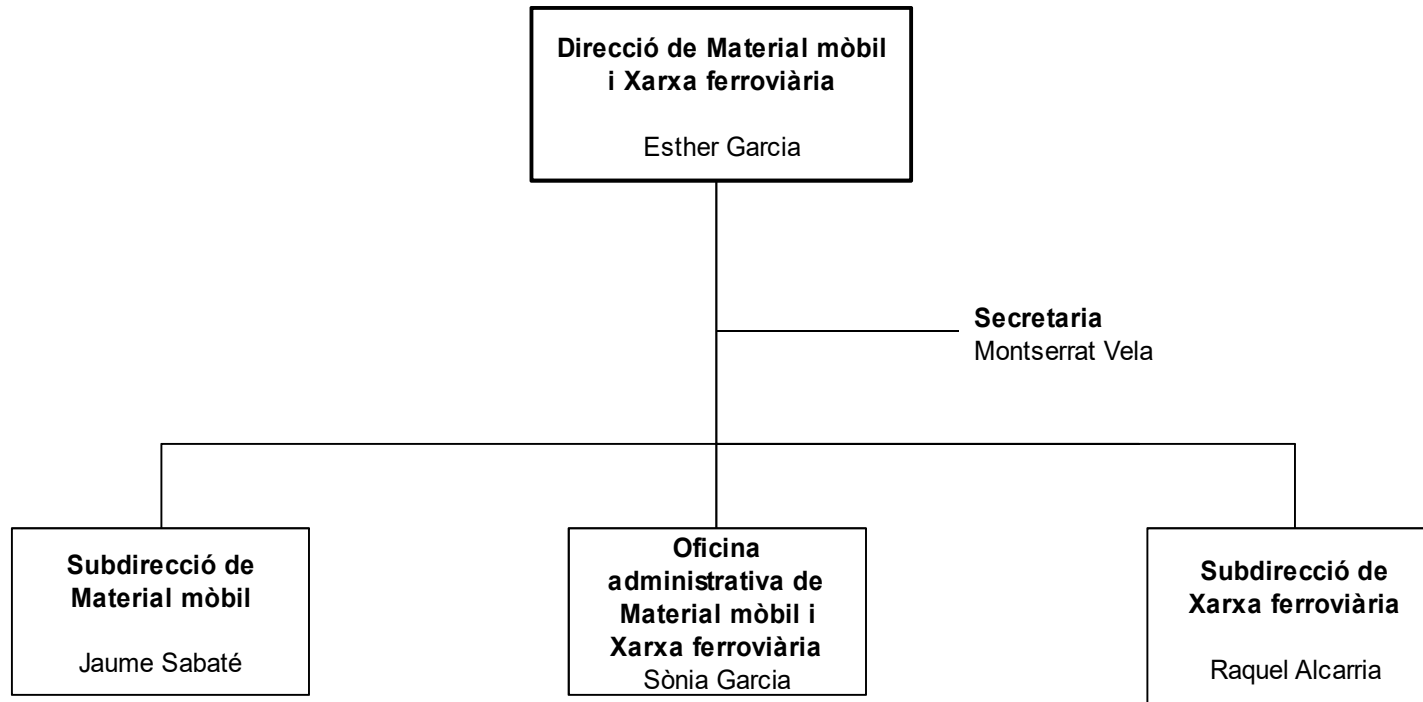 Direcció de Material mòbil
i Xarxa ferroviària
Esther Garcia
Secretaria
Montserrat Vela
Subdirecció de
Material mòbil
Jaume Sabaté
Oficina
administrativa de
Material mòbil i
Xarxa ferroviària
Sònia Garcia
Subdirecció de
Xarxa ferroviària
Raquel Alcarria